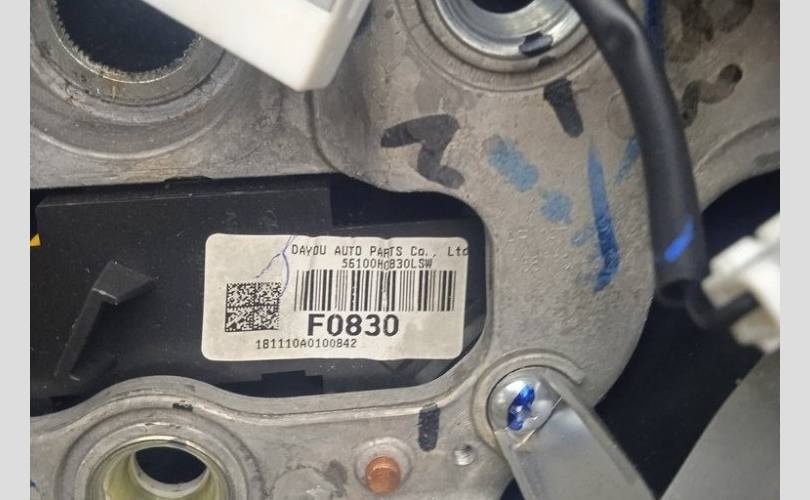 DAYOU AUTO PARTS Co., Ltd
56100H0830LSW
F0830
181110A0100842